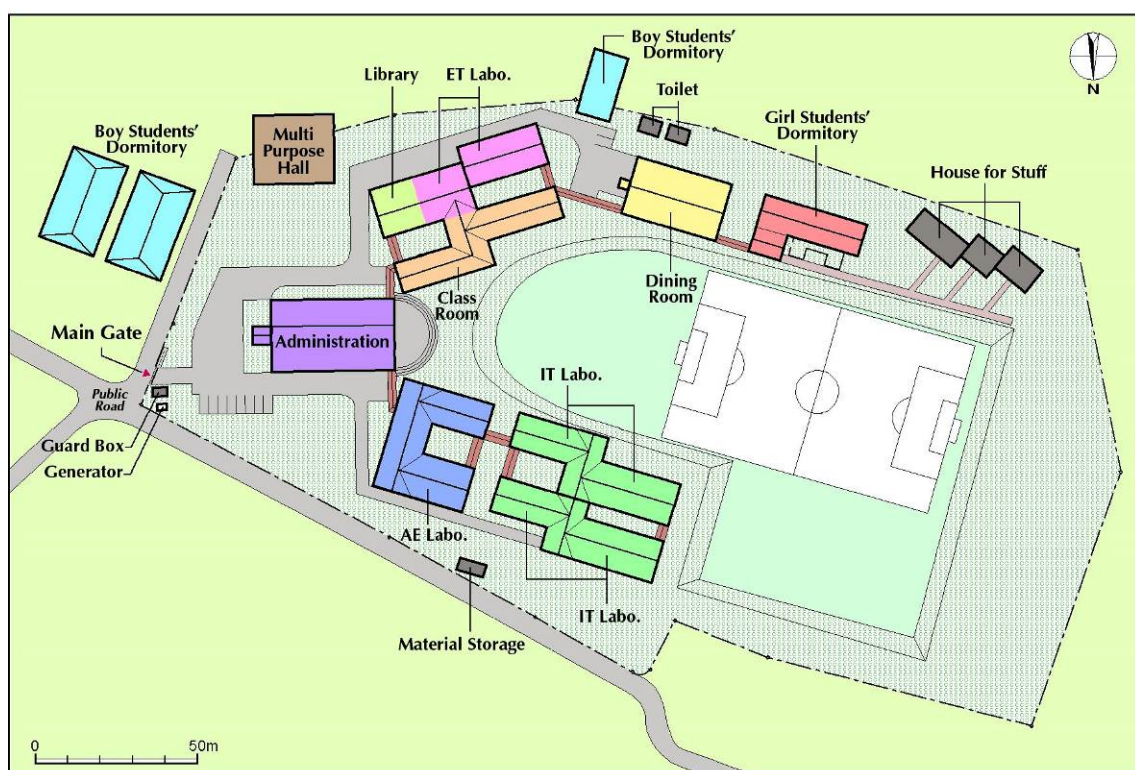 Boy Students'
Dormitory
Library
ET Labo.
Toilet
N
Boy Students'
Dormitory
Multi
Purpose
Hall
Girl Students'
Dormitory
House for Stuff
Class
Room
Dining
Room
Main Gate
Administration
Public
Road
IT Labo.
Guard Box
Generator
AE Labo.
IT Labo.
Material Storage
0
50m